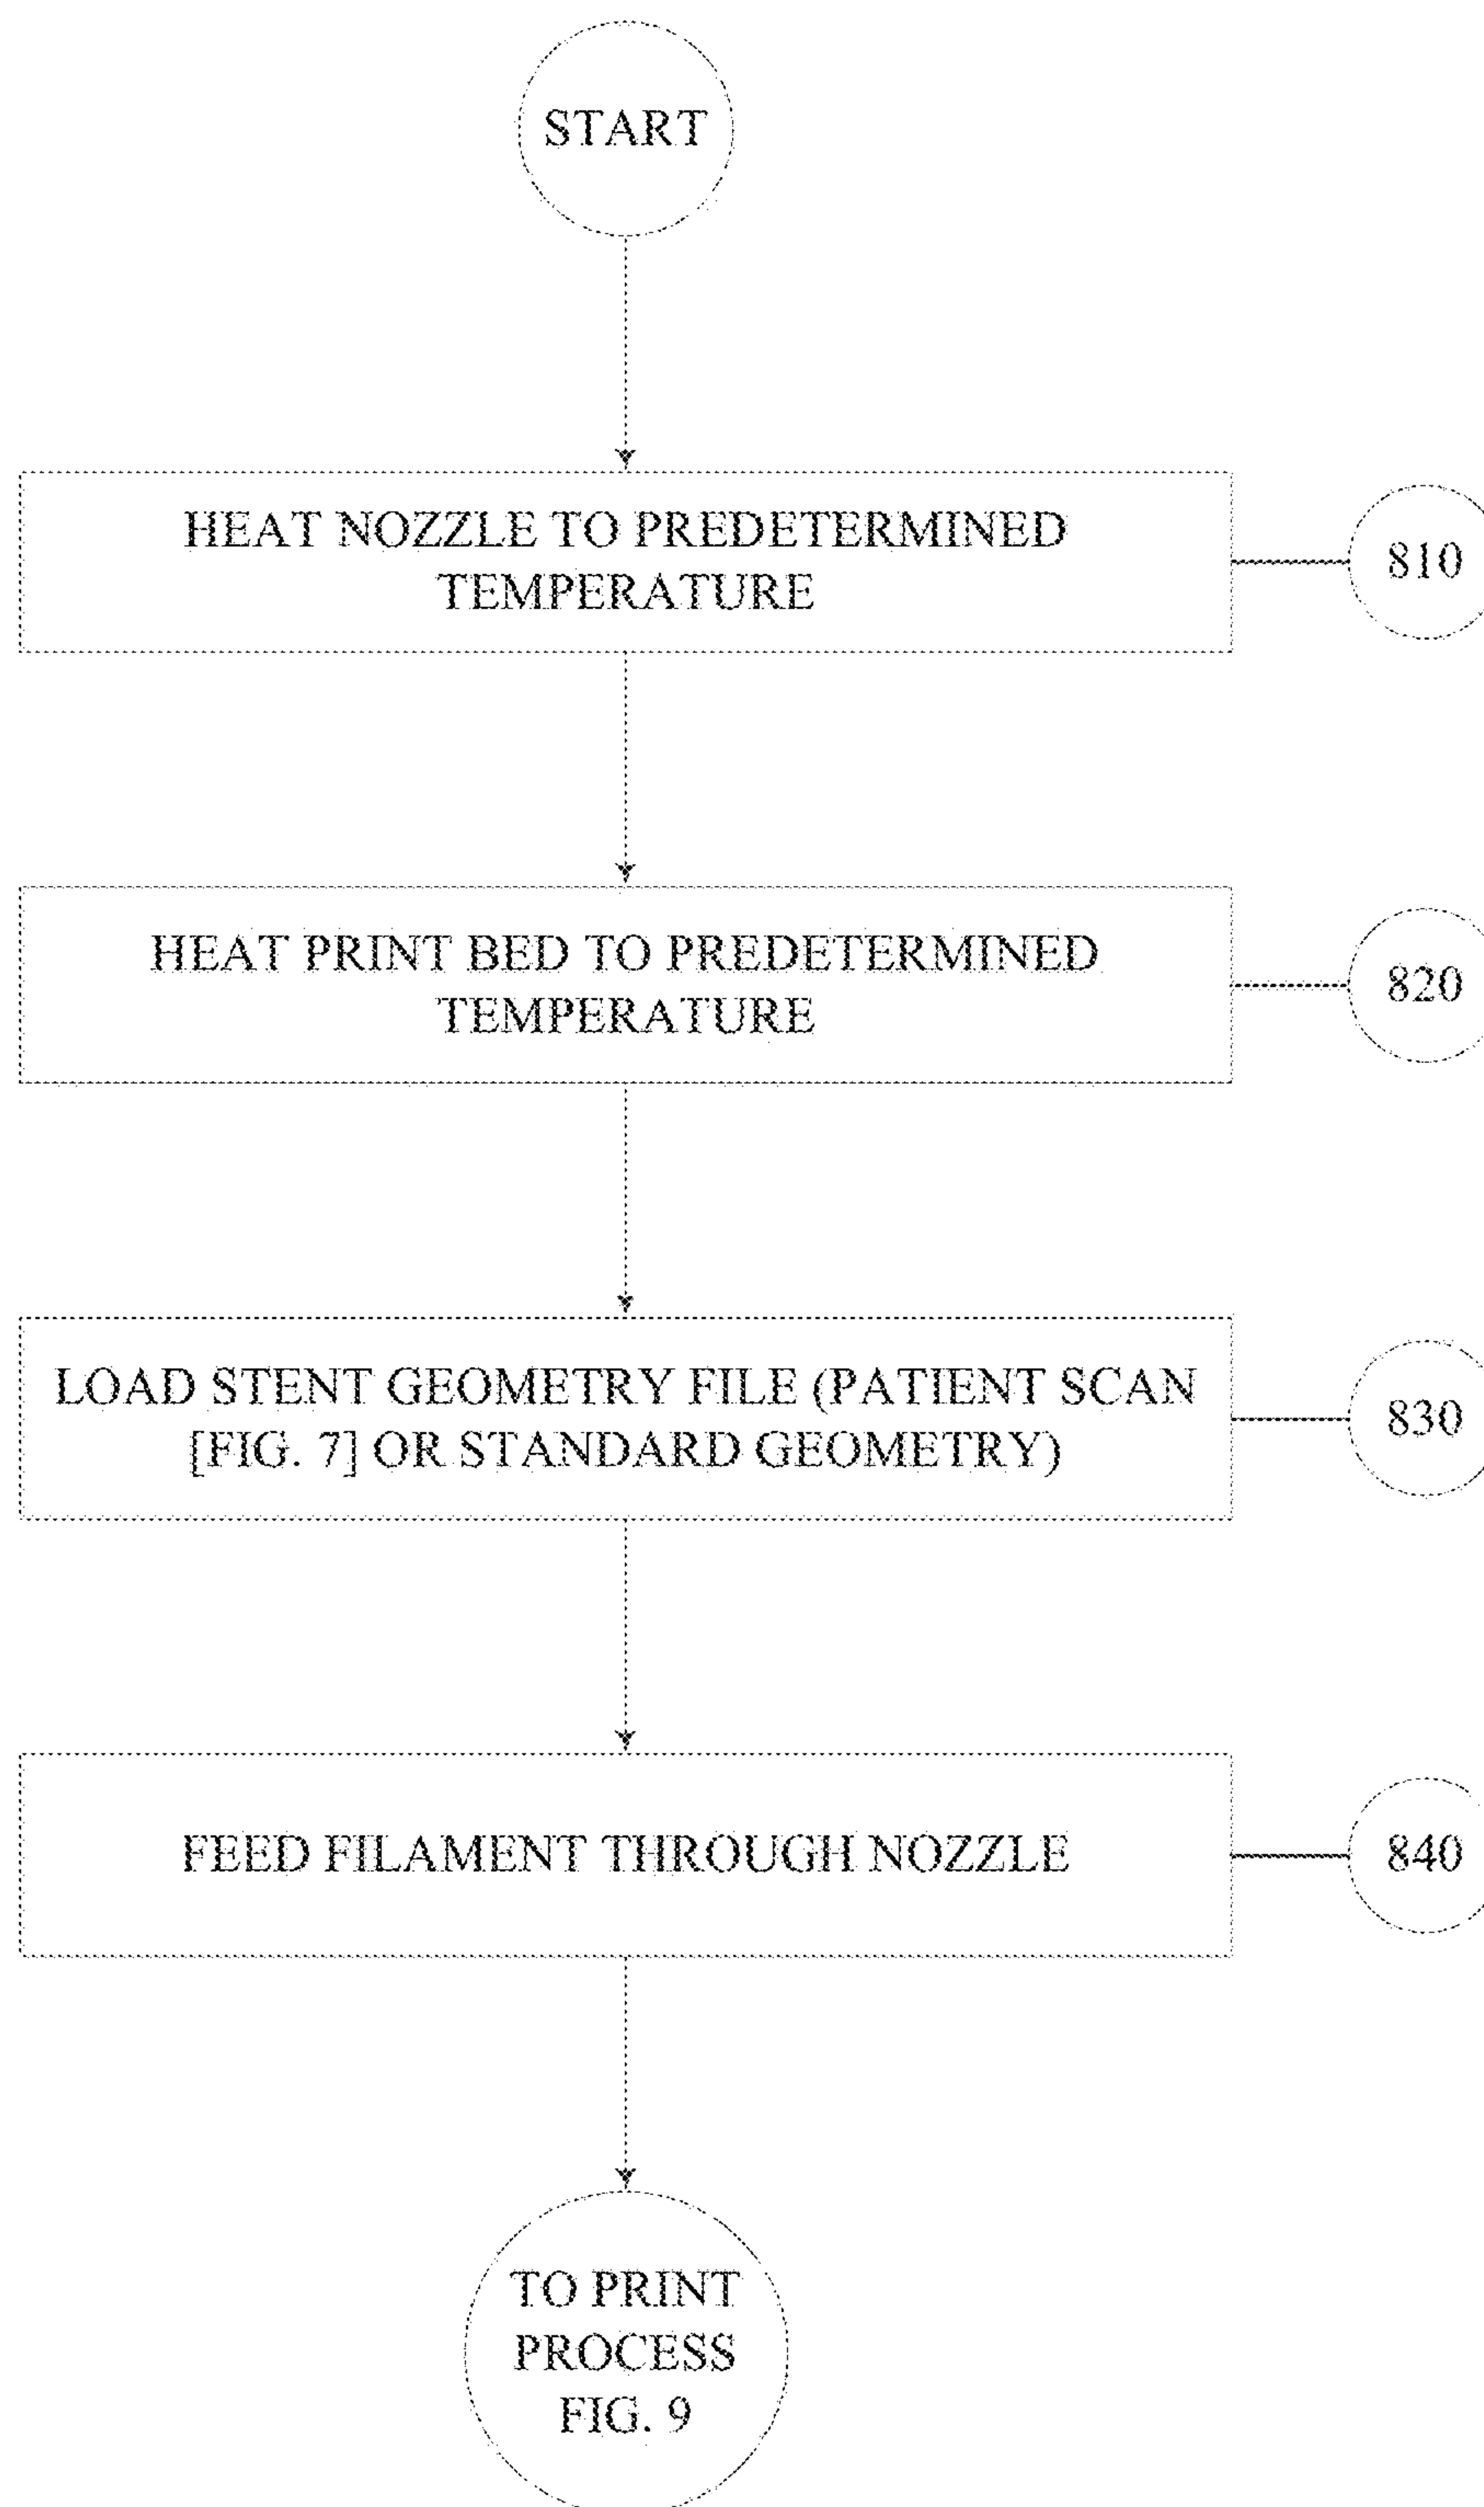 START
HEAT NOZZLE TO PREDETERMINED
TEMPERATURE
810
HEAT PRINT BED TO PREDETERMINED
TEMPERATURE
820
LOAD STENT GEOMETRY FILE (PATIENT SCAN
[FIG. 7] OR STANDARD GEOMETRY)
830
FEED FILAMENT THROUGH NOZZLE
840
TO PRINT
PROCESS
FIG. 9